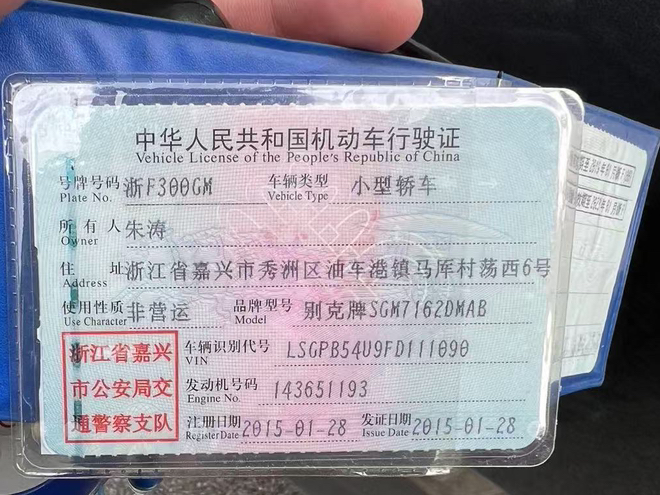 中华人民共和国机动车行驶证
Vehicle License of the People's Republic of China
号牌号码 浙F300GM 车辆类型 小型轿车
Plate No. Vehicle Type
所有人 朱涛
Owner
住址 浙江省嘉兴市秀洲区油车港镇马厍村荡西6号
Address
使用性质 非营运 品牌型号 别克牌SGM7162DMAB
Use Character Model
浙江省嘉兴
市公安局交
通警察支队
车辆识别代号 LSGPB54U9FD111090
VIN
发动机号码 143651193
Engine No.
注册日期 2015-01-28 发证日期 2015-01-28
Register Date Issue Date